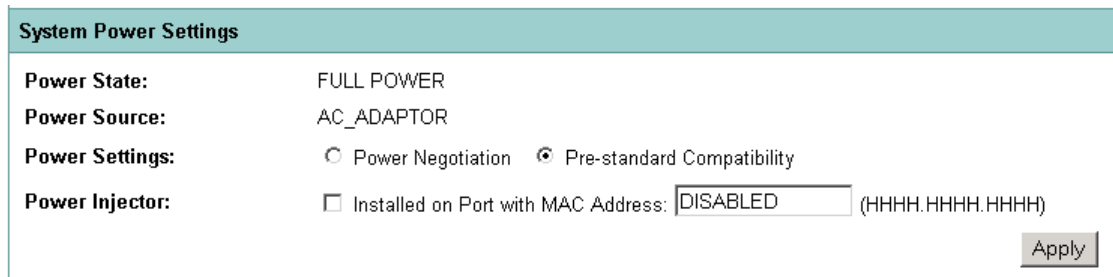 System Power Settings
Power State: FULL POWER
Power Source: AC_ADAPTOR
Power Settings: Power Negotiation Pre-standard Compatibility
Power Injector: Installed on Port with MAC Address: DISABLED (HHHH.HHHH.HHHH)
Apply